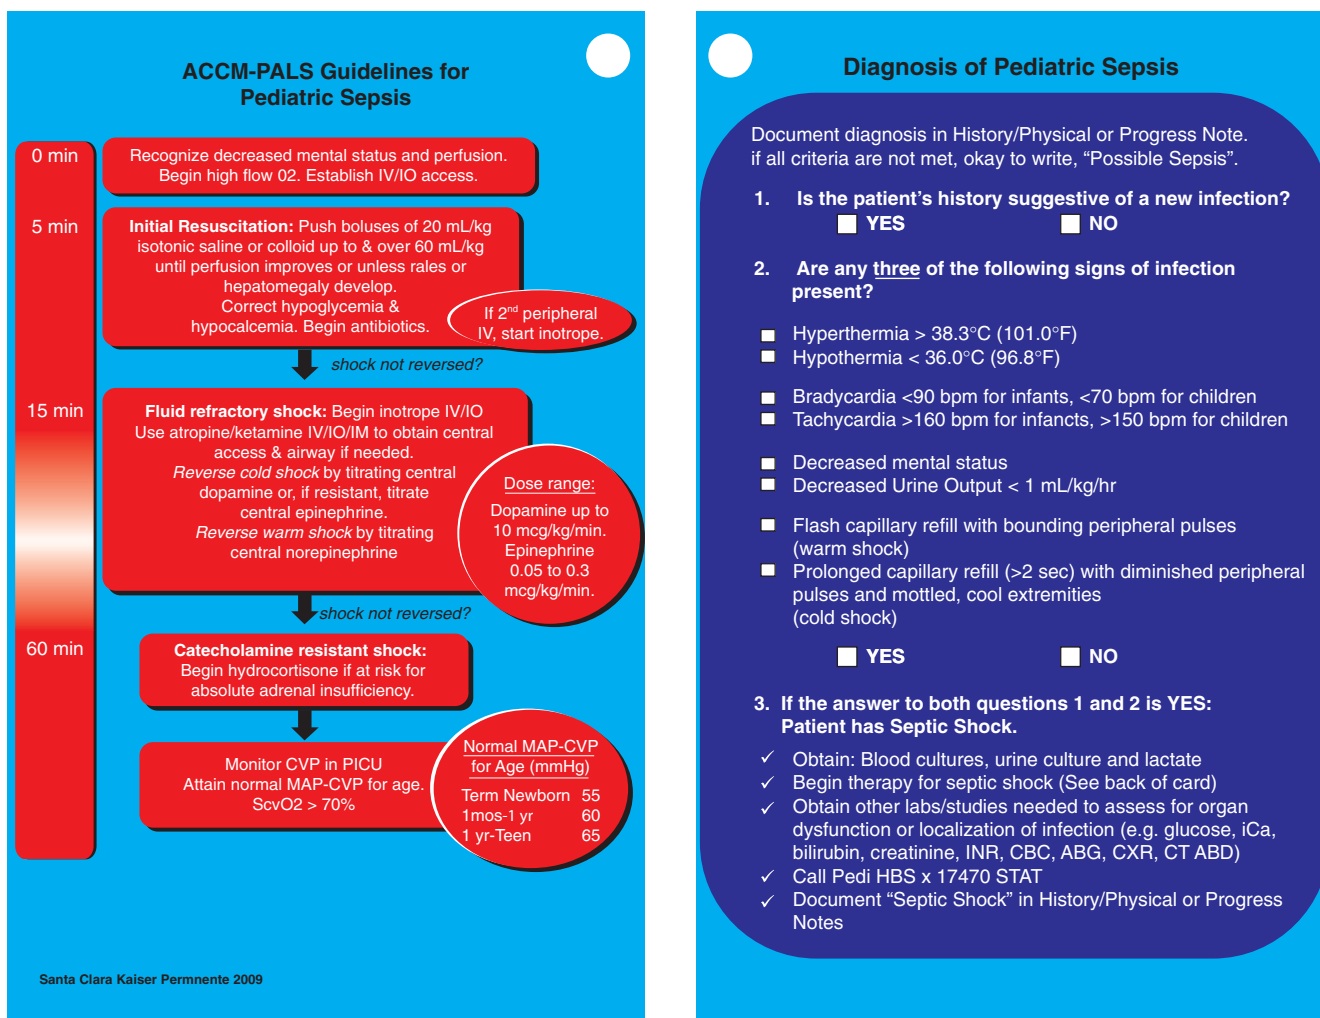 ACCM-PALS Guidelines for
Pediatric Sepsis
0 min
Recognize decreased mental status and perfusion.
Begin high flow 02. Establish IV/IO access.
5 min
Initial Resuscitation: Push boluses of 20 mL/kg
isotonic saline or colloid up to & over 60 mL/kg
until perfusion improves or unless rales or
hepatomegaly develop.
Correct hypoglycemia &
hypocalcemia. Begin antibiotics.
If 2nd peripheral
IV, start inotrope.
shock not reversed?
15 min
Fluid refractory shock: Begin inotrope IV/IO
Use atropine/ketamine IV/IO/IM to obtain central
access & airway if needed.
Reverse cold shock by titrating central
dopamine or, if resistant, titrate
central epinephrine.
Reverse warm shock by titrating
central norepinephrine
Dose range:
Dopamine up to
10 mcg/kg/min.
Epinephrine
0.05 to 0.3
mcg/kg/min.
shock not reversed?
60 min
Catecholamine resistant shock:
Begin hydrocortisone if at risk for
absolute adrenal insufficiency.
Monitor CVP in PICU
Attain normal MAP-CVP for age.
ScvO2 > 70%
Normal MAP-CVP
for Age (mmHg)
Term Newborn 55
1mos-1 yr 60
1 yr-Teen 65
Santa Clara Kaiser Permnente 2009
Diagnosis of Pediatric Sepsis
Document diagnosis in History/Physical or Progress Note.
if all criteria are not met, okay to write, “Possible Sepsis”.
1. Is the patient’s history suggestive of a new infection?
YES NO
2. Are any three of the following signs of infection
present?
Hyperthermia > 38.3°C (101.0°F)
Hypothermia < 36.0°C (96.8°F)
Bradycardia <90 bpm for infants, <70 bpm for children
Tachycardia >160 bpm for infancts, >150 bpm for children
Decreased mental status
Decreased Urine Output < 1 mL/kg/hr
Flash capillary refill with bounding peripheral pulses
(warm shock)
Prolonged capillary refill (>2 sec) with diminished peripheral
pulses and mottled, cool extremities
(cold shock)
YES NO
3. If the answer to both questions 1 and 2 is YES:
Patient has Septic Shock.
✓ Obtain: Blood cultures, urine culture and lactate
✓ Begin therapy for septic shock (See back of card)
✓ Obtain other labs/studies needed to assess for organ
dysfunction or localization of infection (e.g. glucose, iCa,
bilirubin, creatinine, INR, CBC, ABG, CXR, CT ABD)
✓ Call Pedi HBS x 17470 STAT
✓ Document “Septic Shock” in History/Physical or Progress
Notes